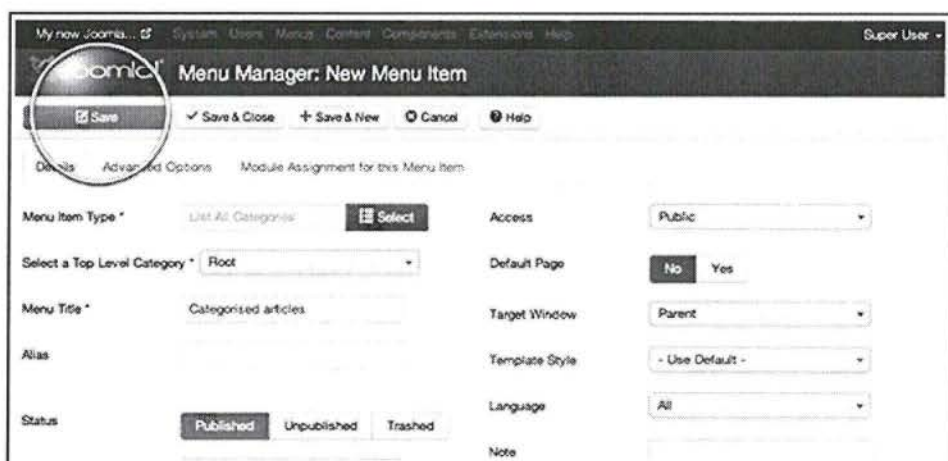 My new Joomla... System Users Menus Content Components Extensions Help Super User
Joomla! Menu Manager: New Menu Item
Save Save & Close Save & New Cancel Help
Details Advanced Options Module Assignment for this Menu Item
Menu Item Type * List All Categories Select Access Public
Select a Top Level Category * Root Default Page No Yes
Menu Title * Categorised articles Target Window Parent
Alias Template Style - Use Default -
Language All
Status Published Unpublished Trashed
Note